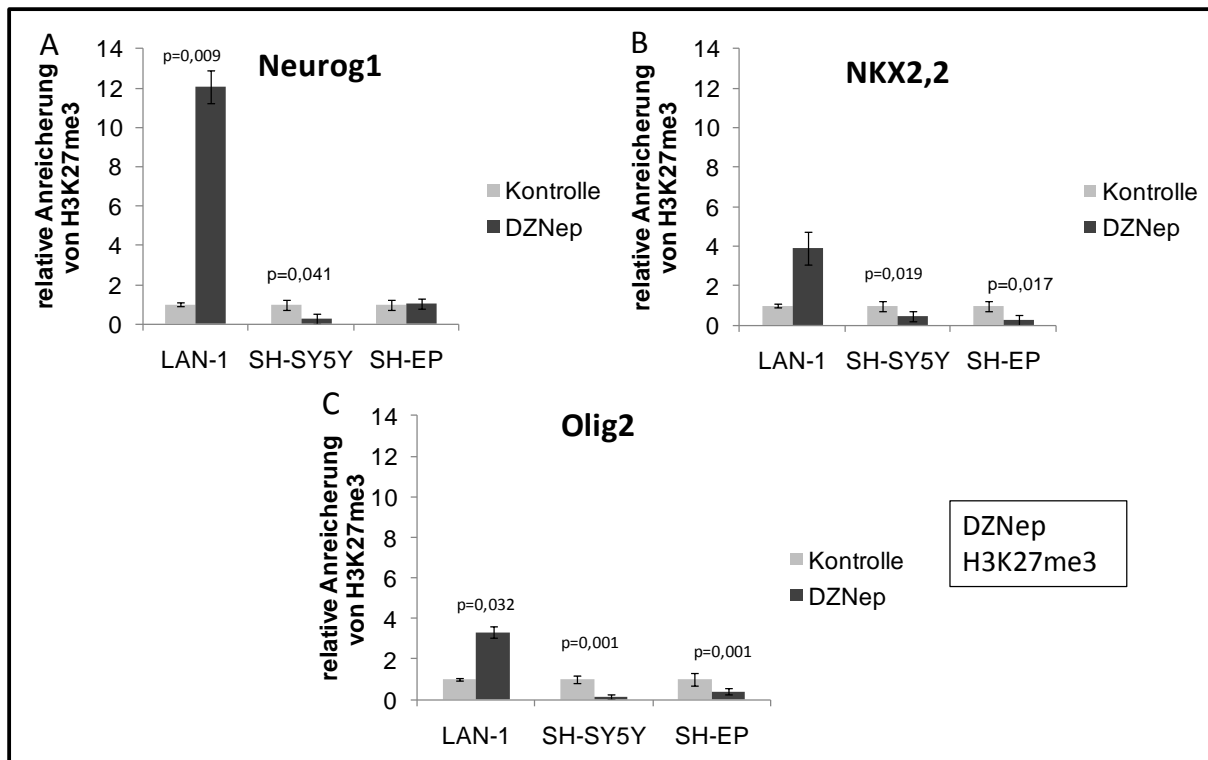 A
Neurog1
relative Anreicherung
von H3K27me3
14
12
10
8
6
4
2
0
p=0,009
p=0,041
LAN-1 SH-SY5Y SH-EP
Kontrolle
DZNep
B
NKX2,2
relative Anreicherung
von H3K27me3
14
12
10
8
6
4
2
0
p=0,019
p=0,017
LAN-1 SH-SY5Y SH-EP
Kontrolle
DZNep
C
Olig2
relative Anreicherung
von H3K27me3
14
12
10
8
6
4
2
0
p=0,032
p=0,001
p=0,001
LAN-1 SH-SY5Y SH-EP
Kontrolle
DZNep
DZNep
H3K27me3